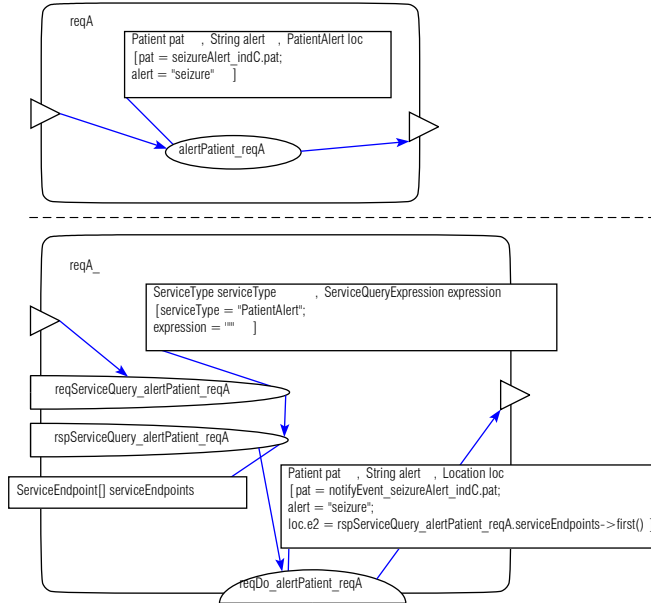 reqA
Patient pat , String alert , PatientAlert loc
[pat = seizureAlert_indC.pat;
alert = "seizure" ]
alertPatient_reqA
reqA_
ServiceType serviceType , ServiceQueryExpression expression
[serviceType = "PatientAlert";
expression = "" ]
reqServiceQuery_alertPatient_reqA
rspServiceQuery_alertPatient_reqA
Patient pat , String alert , Location loc
ServiceEndpoint[] serviceEndpoints
[pat = notifyEvent_seizureAlert_indC.pat;
alert = "seizure";
loc.e2 = rspServiceQuery_alertPatient_reqA.serviceEndpoints->first() ]
reqDo_alertPatient_reqA